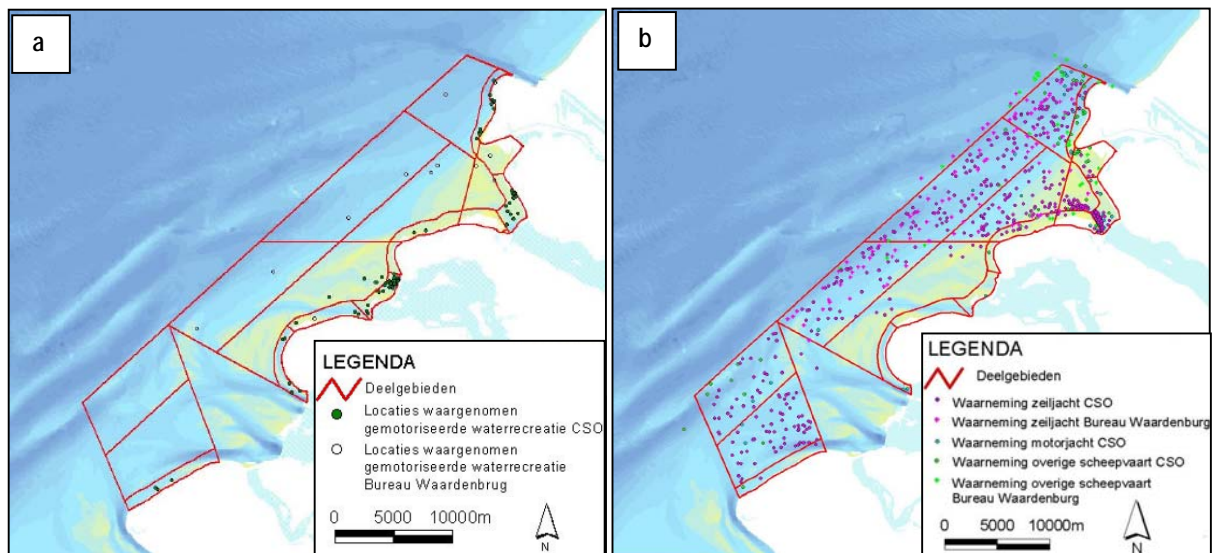 a
LEGENDA
Deelgebieden
Locaties waargenomen
gemotoriseerde waterrecreatie CSO
Locaties waargenomen
gemotoriseerde waterrecreatie
Bureau Waardenbrug
0 5000 10000m
N
b
LEGENDA
Deelgebieden
Waarneming zeiljacht CSO
Waarneming zeiljacht Bureau Waardenburg
Waarneming motorjacht CSO
Waarneming overige scheepvaart CSO
Waarneming overige scheepvaart
Bureau Waardenburg
0 5000 10000m
N